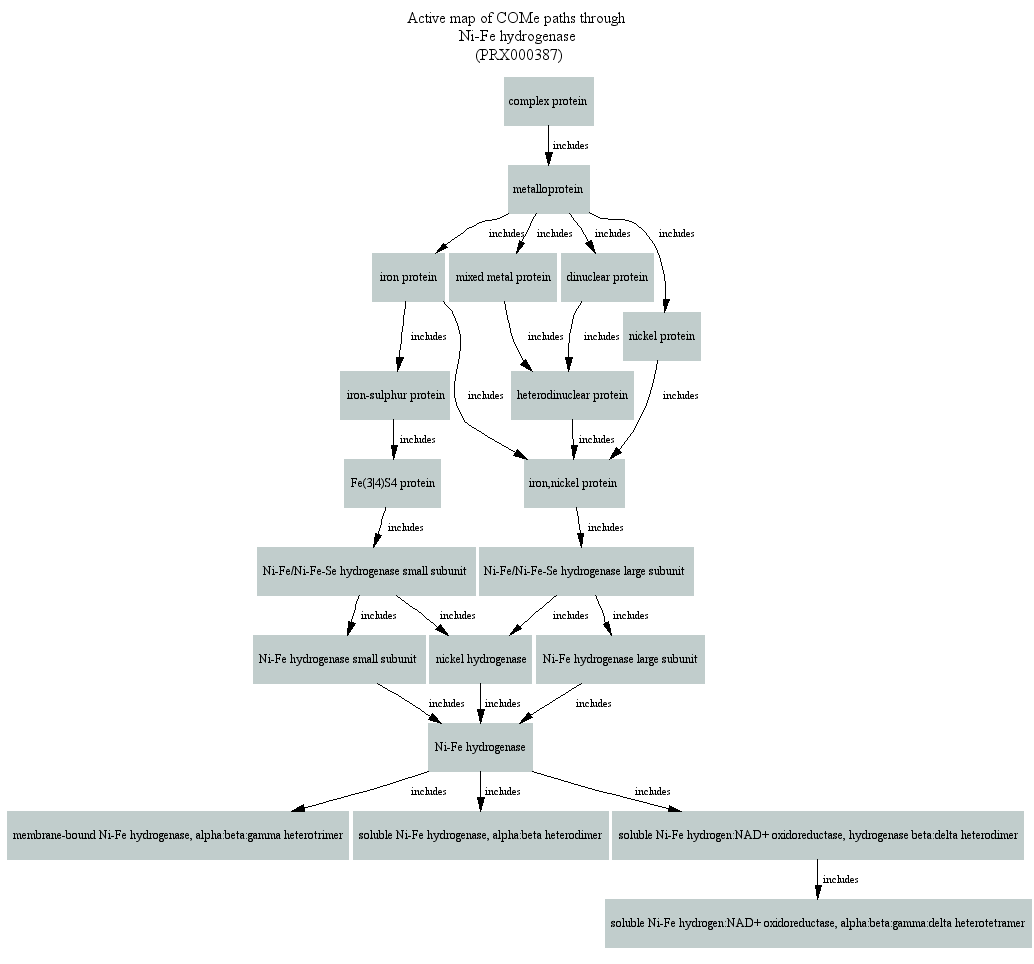 Active map of COMe paths through
Ni-Fe hydrogenase
(PRX000387)
complex protein
includes
metalloprotein
includes
includes
includes
includes
iron protein
mixed metal protein
dinuclear protein
nickel protein
includes
includes
includes
iron-sulphur protein
includes
heterodinuclear protein
includes
includes
includes
Fe(3|4)S4 protein
iron,nickel protein
includes
includes
Ni-Fe/Ni-Fe-Se hydrogenase small subunit
Ni-Fe/Ni-Fe-Se hydrogenase large subunit
includes
includes
includes
includes
Ni-Fe hydrogenase small subunit
nickel hydrogenase
Ni-Fe hydrogenase large subunit
includes
includes
includes
Ni-Fe hydrogenase
includes
includes
includes
membrane-bound Ni-Fe hydrogenase, alpha:beta:gamma heterotrimer
soluble Ni-Fe hydrogenase, alpha:beta heterodimer
soluble Ni-Fe hydrogen:NAD+ oxidoreductase, hydrogenase beta:delta heterodimer
includes
soluble Ni-Fe hydrogen:NAD+ oxidoreductase, alpha:beta:gamma:delta heterotetramer